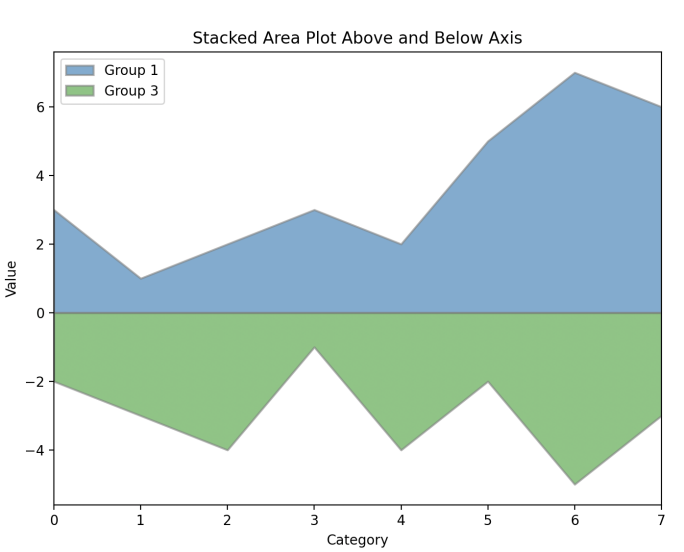 Stacked Area Plot Above and Below Axis
Group 1
Group 3
Value
6
4
2
0
−2
−4
0 1 2 3 4 5 6 7
Category